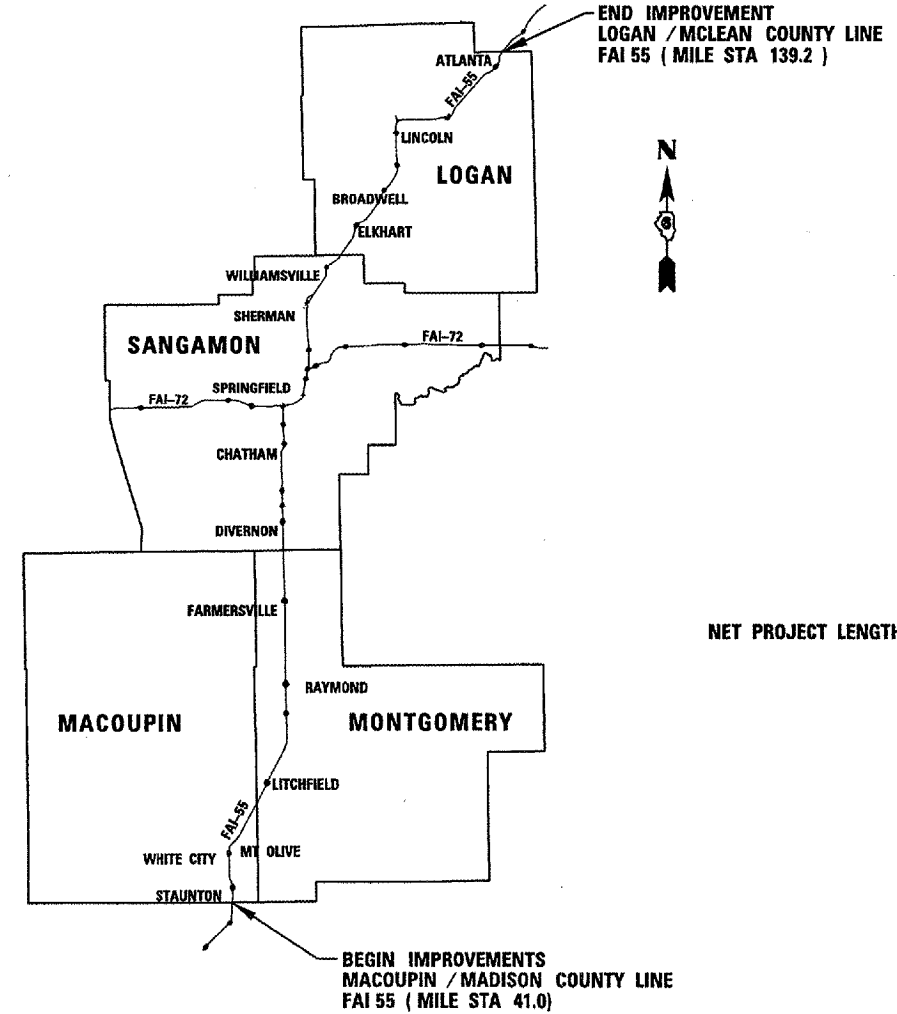 END IMPROVEMENT
LOGAN / MCLEAN COUNTY LINE
FAI 55 ( MILE STA 139.2 )
ATLANTA
FAI-55
LINCOLN
N
LOGAN
BROADWELL
6
ELKHART
WILLIAMSVILLE
SHERMAN
SANGAMON
FAI-72
SPRINGFIELD
FAI-72
CHATHAM
DIVERNON
FARMERSVILLE
NET PROJECT LENGTH
RAYMOND
MACOUPIN
MONTGOMERY
LITCHFIELD
FAI-55
WHITE CITY
MT OLIVE
STAUNTON
BEGIN IMPROVEMENTS
MACOUPIN / MADISON COUNTY LINE
FAI 55 ( MILE STA 41.0)